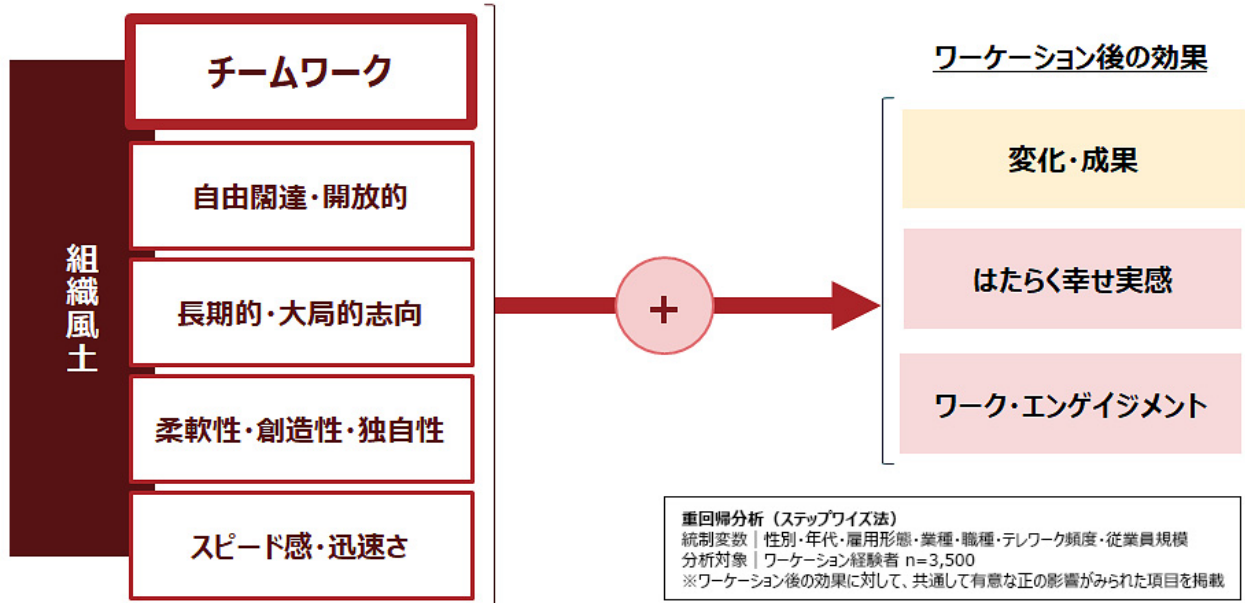 組織風土
チームワーク
自由闊達・開放的
長期的・大局的志向
柔軟性・創造性・独自性
スピード感・迅速さ
+
ワーケーション後の効果
変化・成果
はたらく幸せ実感
ワーク・エンゲイジメント
重回帰分析（ステップワイズ法）
統制変数｜性別・年代・雇用形態・業種・職種・テレワーク頻度・従業員規模
分析対象｜ワーケーション経験者 n=3,500
※ワーケーション後の効果に対して、共通して有意な正の影響がみられた項目を掲載